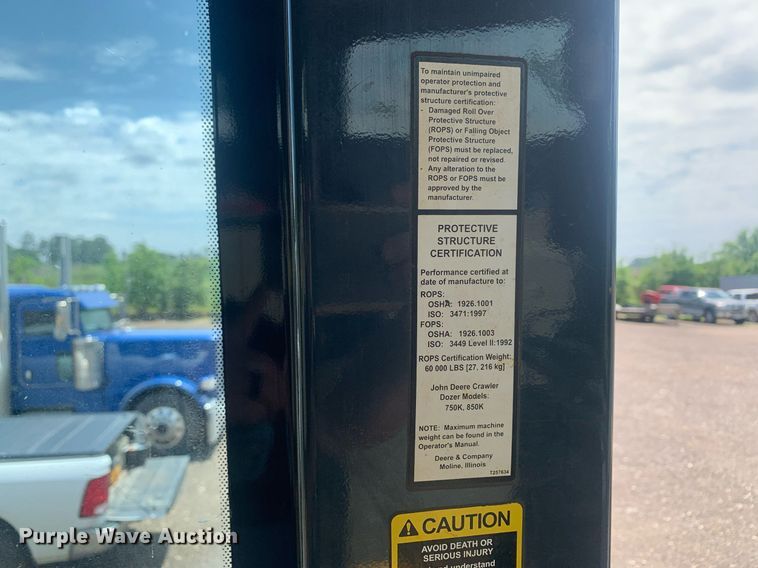 To maintain unimpaired
operator protection and
manufacturer's protective
structure certification:
- Damaged Roll Over
Protective Structure
(ROPS) or Falling Object
Protective Structure
(FOPS) must be replaced,
not repaired or revised.
- Any alteration to the
ROPS or FOPS must be
approved by the
manufacturer.
PROTECTIVE
STRUCTURE
CERTIFICATION
Performance certified at
date of manufacture to:
ROPS:
OSHA: 1926.1001
ISO: 3471:1997
FOPS:
OSHA: 1926.1003
ISO: 3449 Level II:1992
ROPS Certification Weight:
60 000 LBS [27, 216 kg]
John Deere Crawler
Dozer Models:
750K, 850K
NOTE: Maximum machine
weight can be found in the
Operator's Manual.
Deere & Company
Moline, Illinois
T257634
CAUTION
AVOID DEATH OR
SERIOUS INJURY
understand
Purple Wave Auction